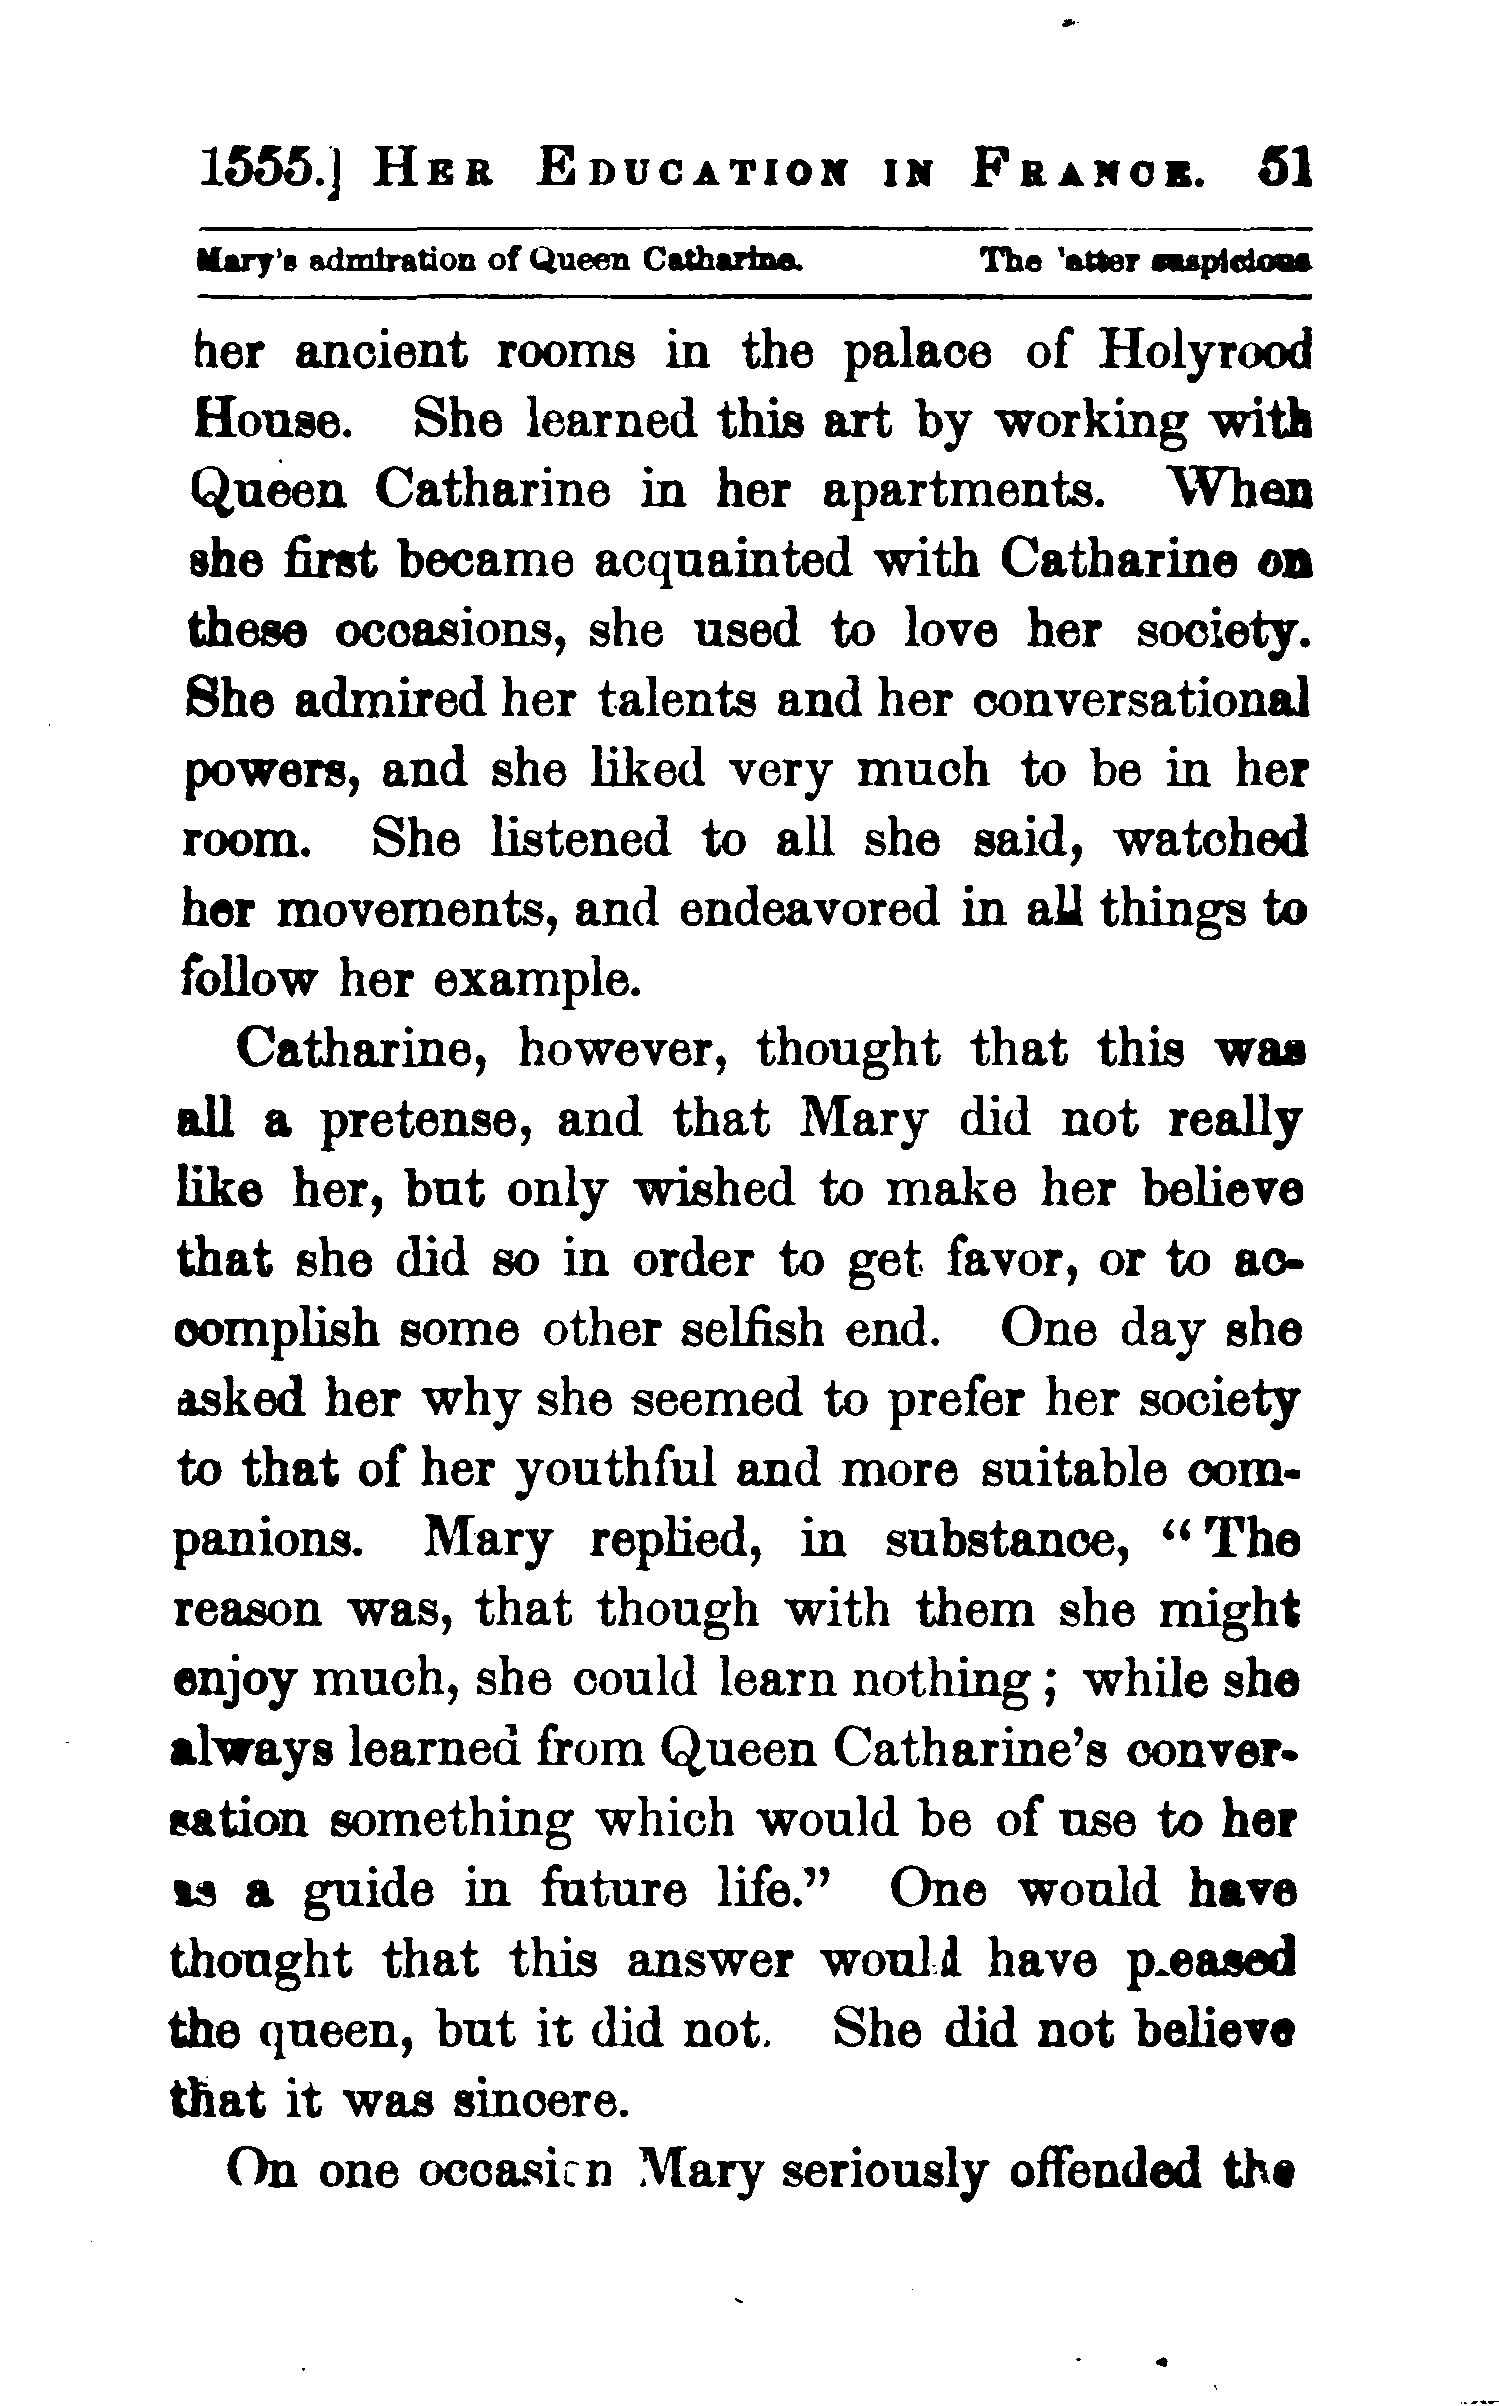 1555.] HER EDUCATION IN FRANCE. 51
Mary's admiration of Queen Catharine. The latter suspicious
her ancient rooms in the palace of Holyrood
House. She learned this art by working with
Queen Catharine in her apartments. When
she first became acquainted with Catharine on
these occasions, she used to love her society.
She admired her talents and her conversational
powers, and she liked very much to be in her
room. She listened to all she said, watched
her movements, and endeavored in all things to
follow her example.
Catharine, however, thought that this was
all a pretense, and that Mary did not really
like her, but only wished to make her believe
that she did so in order to get favor, or to ac-
complish some other selfish end. One day she
asked her why she seemed to prefer her society
to that of her youthful and more suitable com-
panions. Mary replied, in substance, “The
reason was, that though with them she might
enjoy much, she could learn nothing; while she
always learned from Queen Catharine's conver-
sation something which would be of use to her
as a guide in future life.” One would have
thought that this answer would have pleased
the queen, but it did not. She did not believe
that it was sincere.
On one occasion Mary seriously offended the